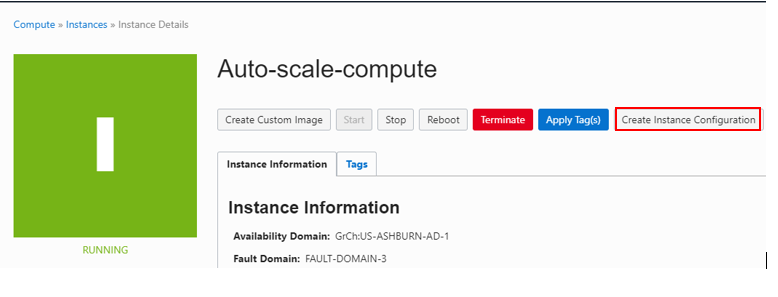 Compute » Instances » Instance Details
Auto-scale-compute
Create Custom Image Start Stop Reboot Terminate Apply Tag(s) Create Instance Configuration
Instance Information Tags
Instance Information
Availability Domain: GrCh:US-ASHBURN-AD-1
Fault Domain: FAULT-DOMAIN-3
I
RUNNING